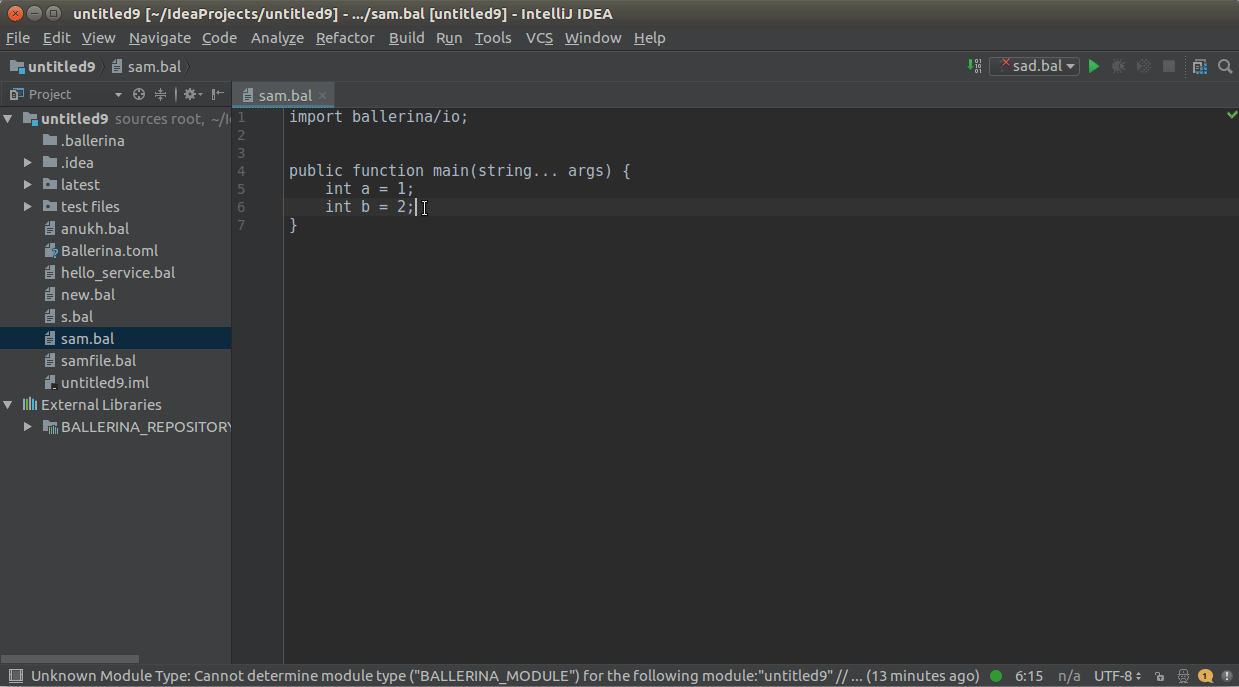 untitled9 [~/IdeaProjects/untitled9] - .../sam.bal [untitled9] - IntelliJ IDEA
File Edit View Navigate Code Analyze Refactor Build Run Tools VCS Window Help
untitled9 sam.bal sad.bal
Project
sam.bal
untitled9 sources root, ~/I
.ballerina
.idea
latest
test files
anukh.bal
Ballerina.toml
hello_service.bal
new.bal
s.bal
sam.bal
samfile.bal
untitled9.iml
External Libraries
BALLERINA_REPOSITORY
1 import ballerina/io;
2
3
4 public function main(string... args) {
5 int a = 1;
6 int b = 2;
7 }
Unknown Module Type: Cannot determine module type ("BALLERINA_MODULE") for the following module:"untitled9" // ... (13 minutes ago) 6:15 n/a UTF-8 1